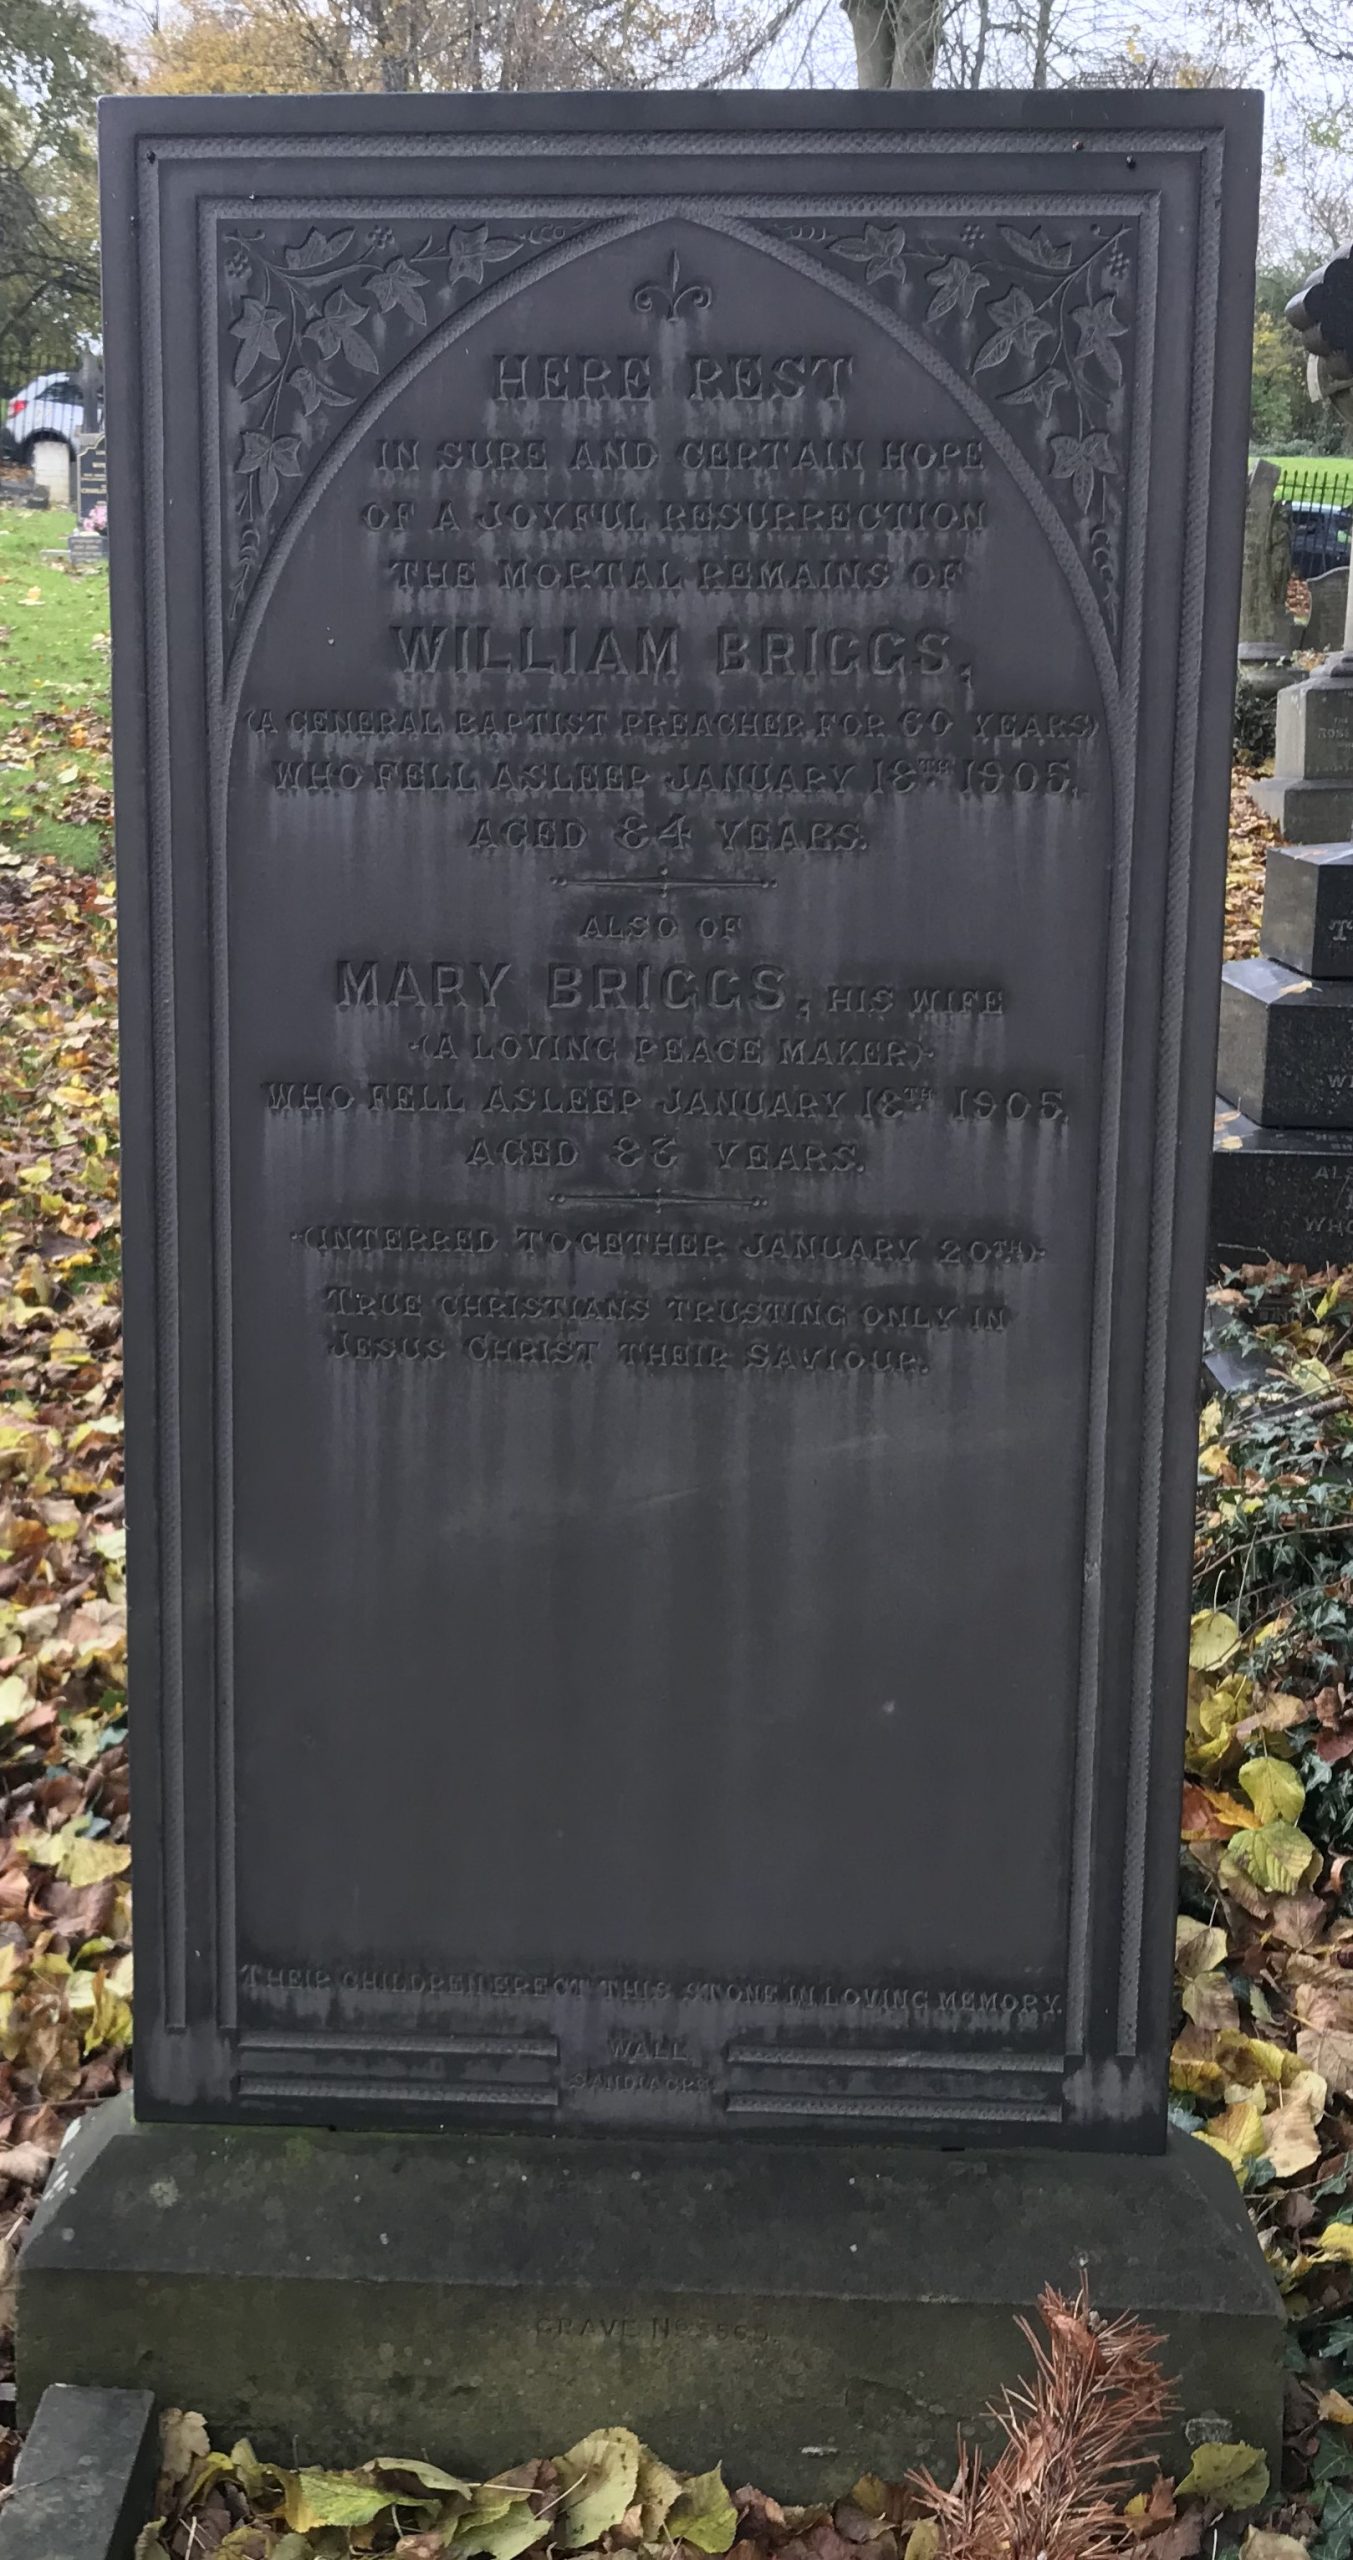 HERE REST
IN SURE AND CERTAIN HOPE
OF A JOYFUL RESURRECTION
THE MORTAL REMAINS OF
WILLIAM BRIGGS,
(A GENERAL BAPTIST PREACHER FOR 60 YEARS)
WHO FELL ASLEEP JANUARY 18TH 1905,
AGED 84 YEARS.
ALSO OF
MARY BRIGGS, HIS WIFE
(A LOVING PEACE MAKER)
WHO FELL ASLEEP JANUARY 18TH 1905,
AGED 83 YEARS.
(INTERRED TOGETHER JANUARY 20TH)
TRUE CHRISTIANS TRUSTING ONLY IN
JESUS CHRIST THEIR SAVIOUR.
THEIR CHILDREN ERECT THIS STONE IN LOVING MEMORY.
WALL
SANDIACRE
GRAVE No